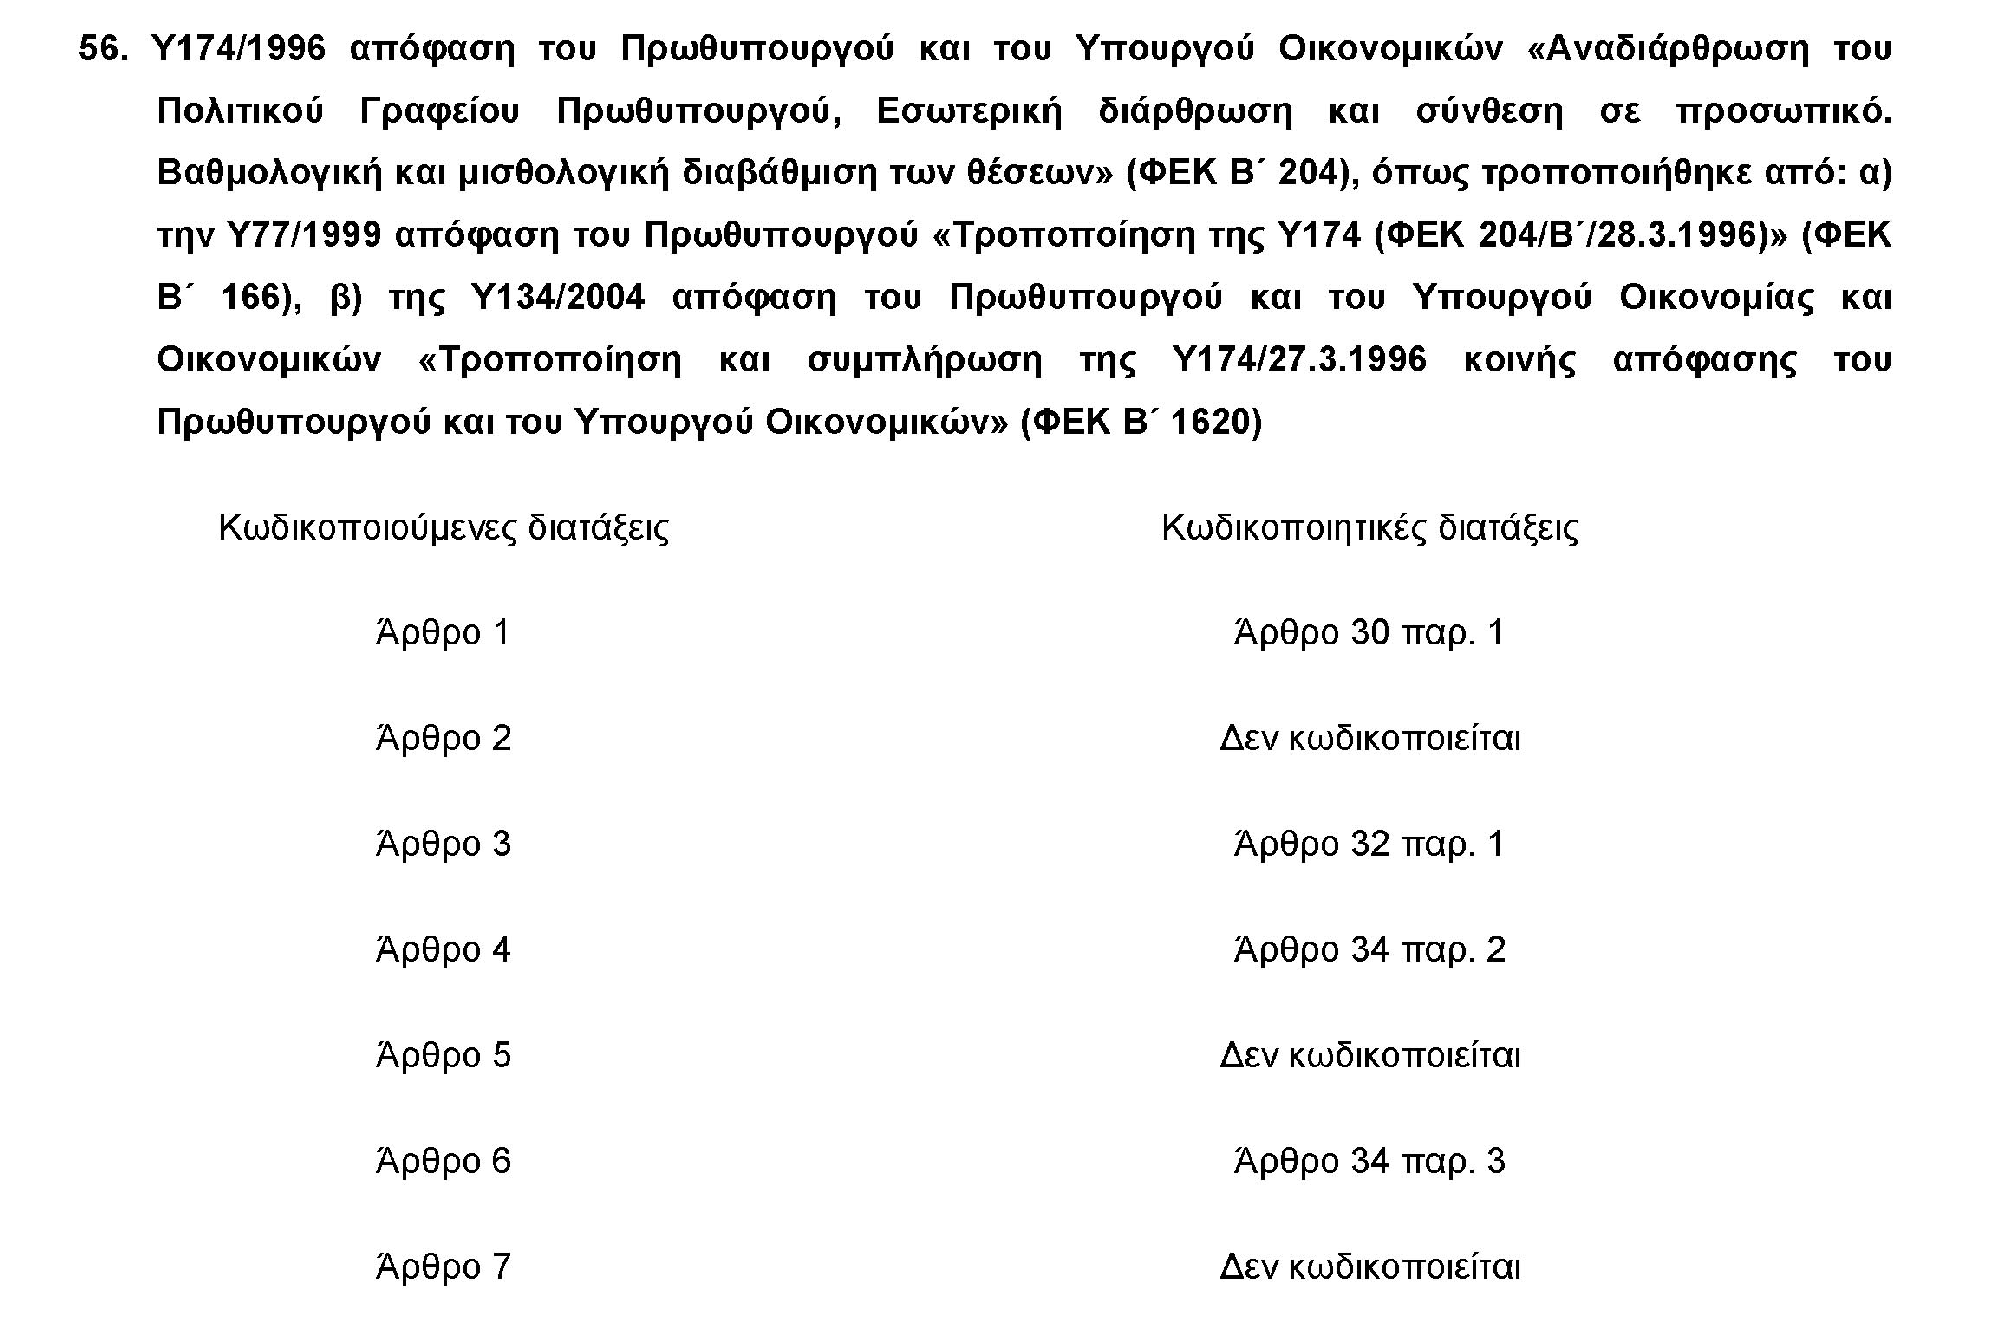 56. Υ174/1996 απόφαση του Πρωθυπουργού και του Υπουργού Οικονομικών «Αναδιάρθρωση του
Πολιτικού Γραφείου Πρωθυπουργού, Εσωτερική διάρθρωση και σύνθεση σε προσωπικό.
Βαθμολογική και μισθολογική διαβάθμιση των θέσεων» (ΦΕΚ Β΄ 204), όπως τροποποιήθηκε από: α)
την Υ77/1999 απόφαση του Πρωθυπουργού «Τροποποίηση της Υ174 (ΦΕΚ 204/Β΄/28.3.1996)» (ΦΕΚ
Β΄ 166), β) της Υ134/2004 απόφαση του Πρωθυπουργού και του Υπουργού Οικονομίας και
Οικονομικών «Τροποποίηση και συμπλήρωση της Υ174/27.3.1996 κοινής απόφασης του
Πρωθυπουργού και του Υπουργού Οικονομικών» (ΦΕΚ Β΄ 1620)
Κωδικοποιούμενες διατάξεις Κωδικοποιητικές διατάξεις
Άρθρο 1 Άρθρο 30 παρ. 1
Άρθρο 2 Δεν κωδικοποιείται
Άρθρο 3 Άρθρο 32 παρ. 1
Άρθρο 4 Άρθρο 34 παρ. 2
Άρθρο 5 Δεν κωδικοποιείται
Άρθρο 6 Άρθρο 34 παρ. 3
Άρθρο 7 Δεν κωδικοποιείται